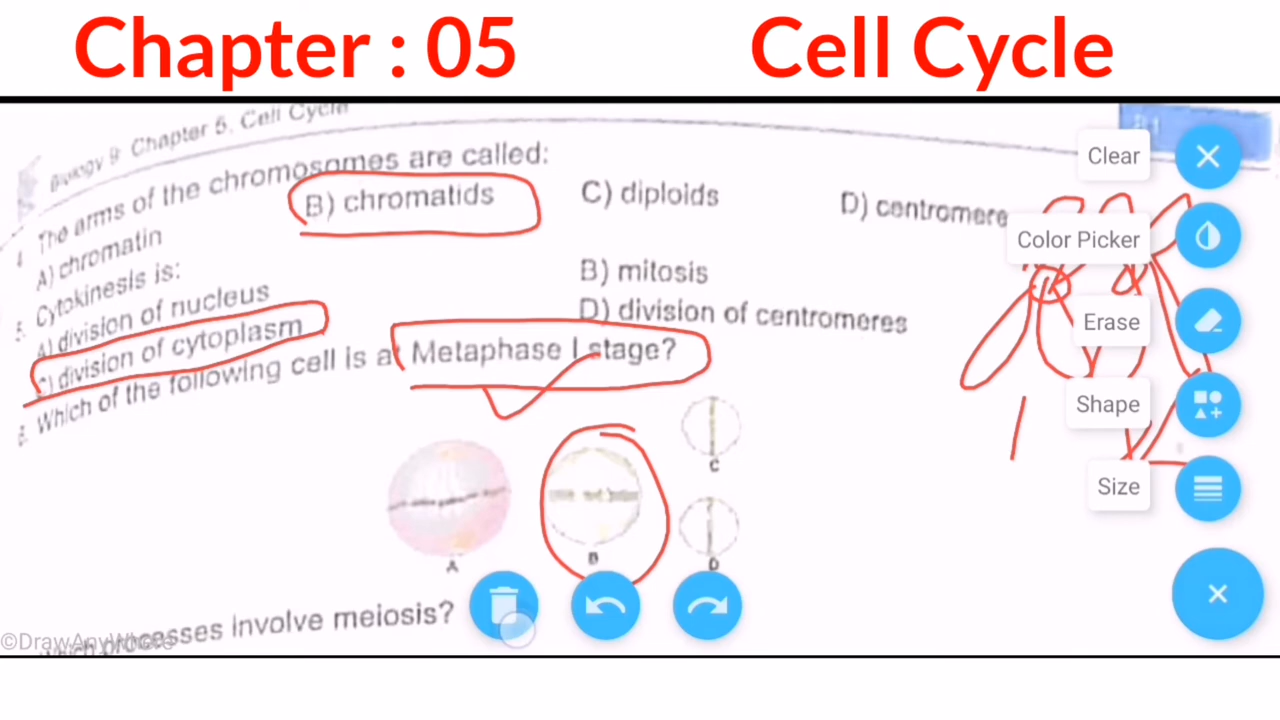 Chapter : 05 Cell Cycle
Biology 9: Chapter 5. Cell Cycle
4. The arms of the chromosomes are called:
A) chromatin B) chromatids C) diploids D) centromere
5. Cytokinesis is:
A) division of nucleus B) mitosis
C) division of cytoplasm D) division of centromeres
6. Which of the following cell is at Metaphase I stage?
A B C D
which processes involve meiosis?
Clear
Color Picker
Erase
Shape
Size
©DrawAnyWhere